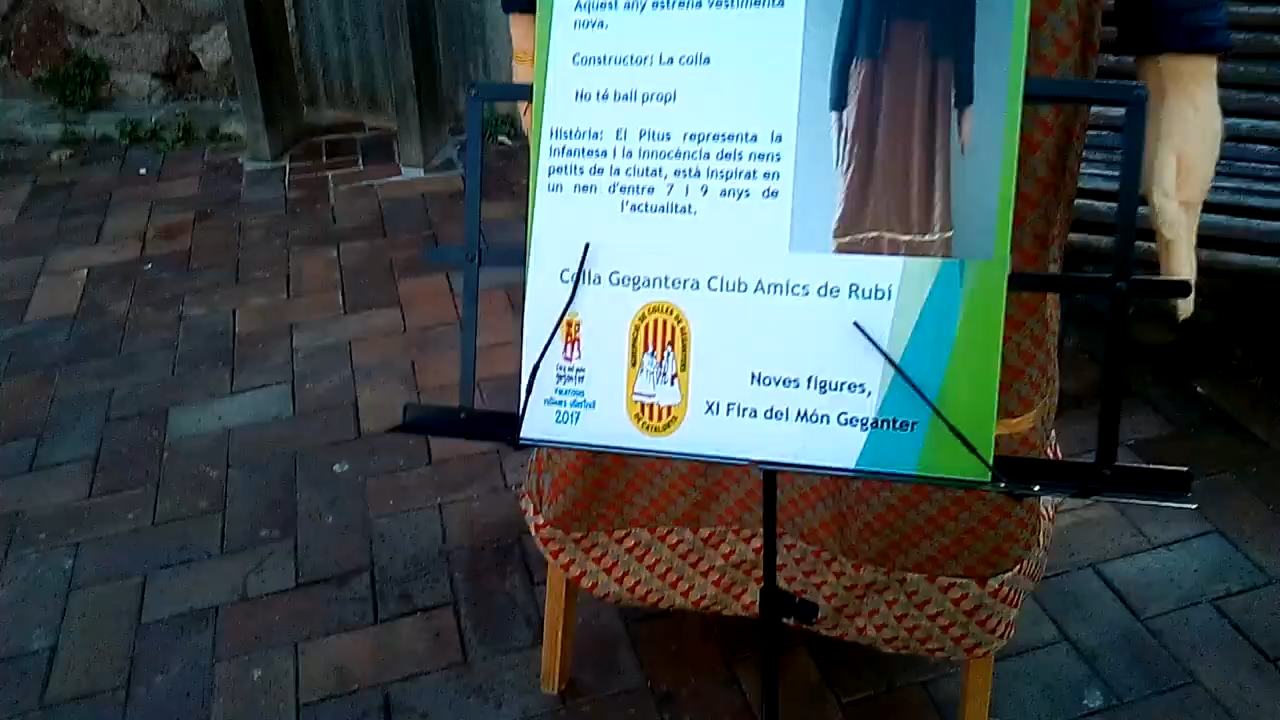 Aquest any estrena vestimenta
nova.
Constructor: La colla
No té ball propi
Història: El Pitus representa la
infantesa i la innocència dels nens
petits de la ciutat, està inspirat en
un nen d'entre 7 i 9 anys de
l'actualitat.
Colla Gegantera Club Amics de Rubí
2017
DE CATALUNYA
Noves figures,
XI Fira del Món Geganter